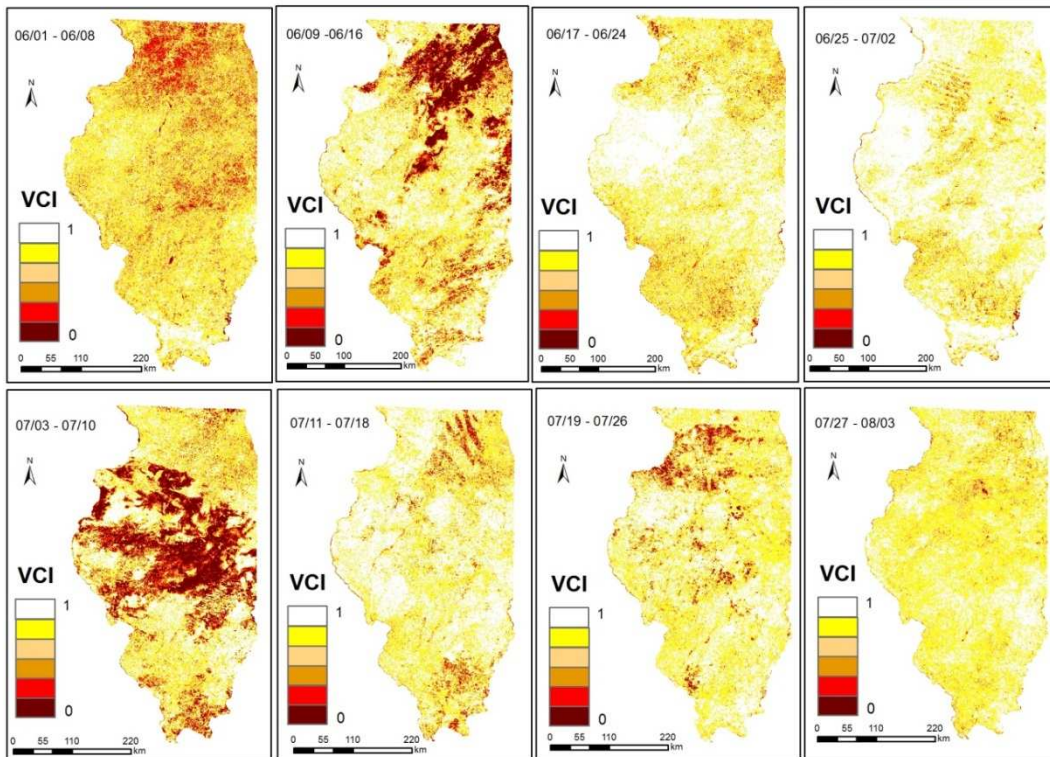 06/01 - 06/08
N
VCI
1
0
0 55 110 220
km
06/09 -06/16
N
VCI
1
0
0 50 100 200
km
06/17 - 06/24
N
VCI
1
0
0 50 100 200
km
06/25 - 07/02
N
VCI
1
0
0 50 100 200
km
07/03 - 07/10
N
VCI
1
0
0 55 110 220
km
07/11 - 07/18
N
VCI
1
0
0 55 110 220
km
07/19 - 07/26
N
VCI
1
0
0 55 110 220
km
07/27 - 08/03
N
VCI
1
0
0 55 110 220
km